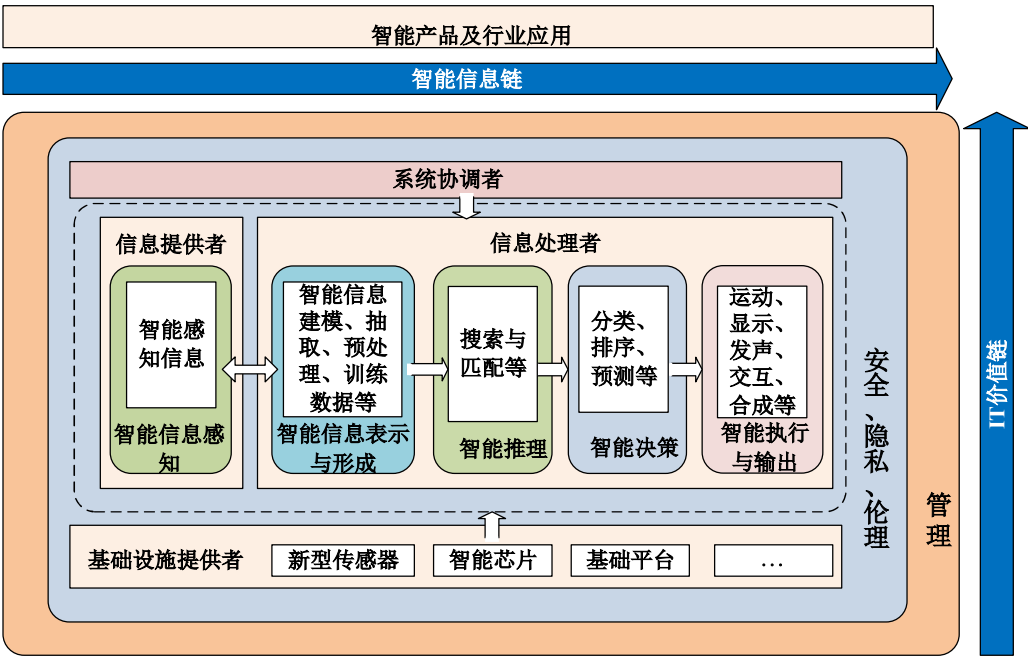 智能产品及行业应用
智能信息链
系统协调者
信息提供者
智能感
知信息
智能信息感
知
信息处理者
智能信息
建模、抽
取、预处
理、训练
数据等
智能信息表示
与形成
搜索与
匹配等
智能推理
分类、
排序、
预测等
智能决策
运动、
显示、
发声、
交互、
合成等
智能执行
与输出
基础设施提供者
新型传感器
智能芯片
基础平台
…
安全、隐私、伦理
管理
IT价值链